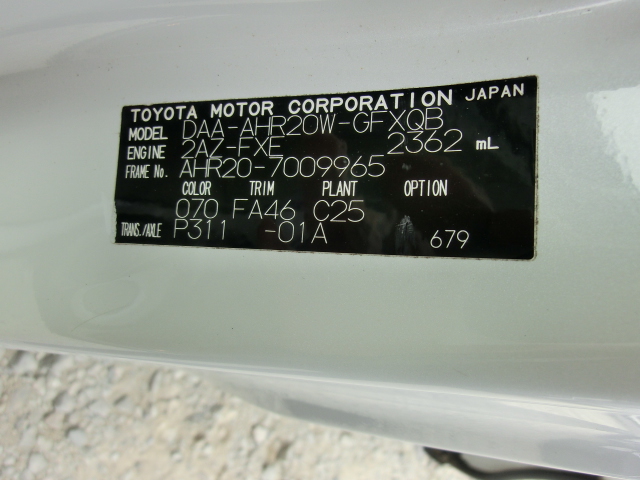 TOYOTA MOTOR CORPORATION JAPAN
MODEL DAA-AHR20W-GFXQB
ENGINE 2AZ-FXE 2362 mL
FRAME No. AHR20-7009965
COLOR TRIM PLANT OPTION
070 FA46 C25
TRANS./AXLE P311 -01A 679